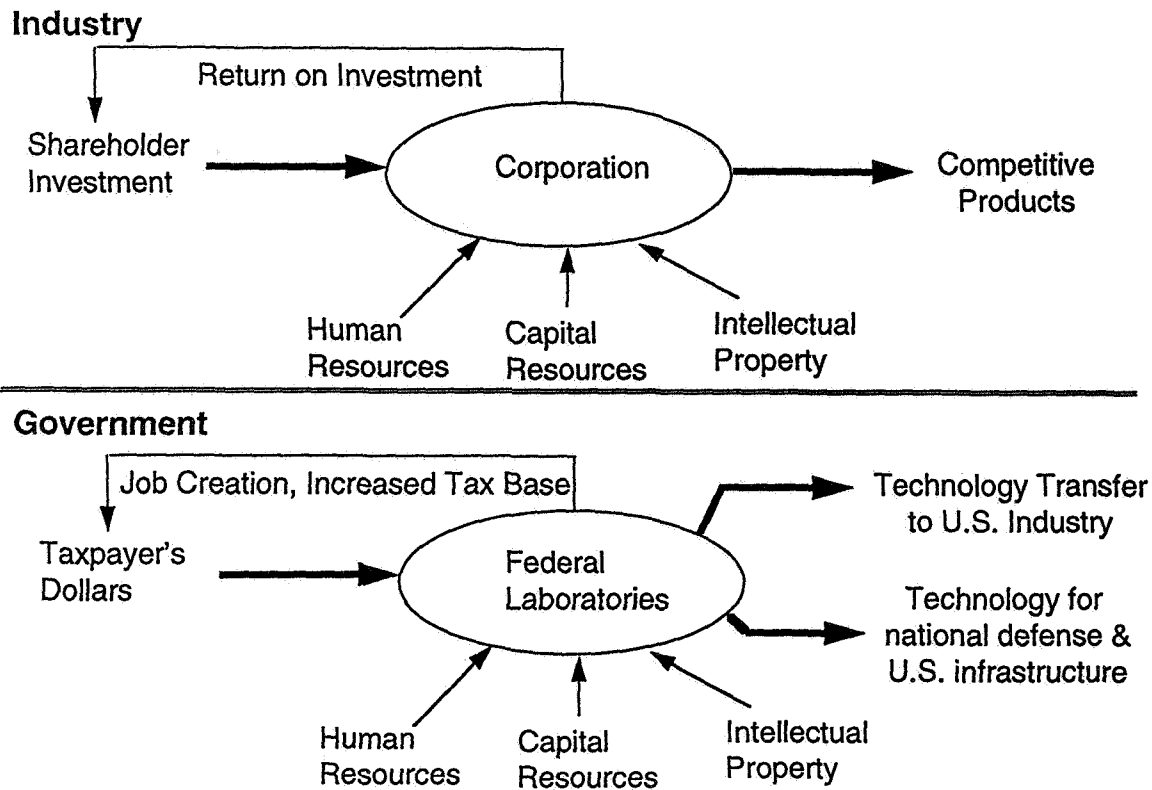 Industry
Return on Investment
Shareholder
Investment
Corporation
Competitive
Products
Human
Resources
Capital
Resources
Intellectual
Property
Government
Job Creation, Increased Tax Base
Taxpayer's
Dollars
Federal
Laboratories
Technology Transfer
to U.S. Industry
Technology for
national defense &
U.S. infrastructure
Human
Resources
Capital
Resources
Intellectual
Property